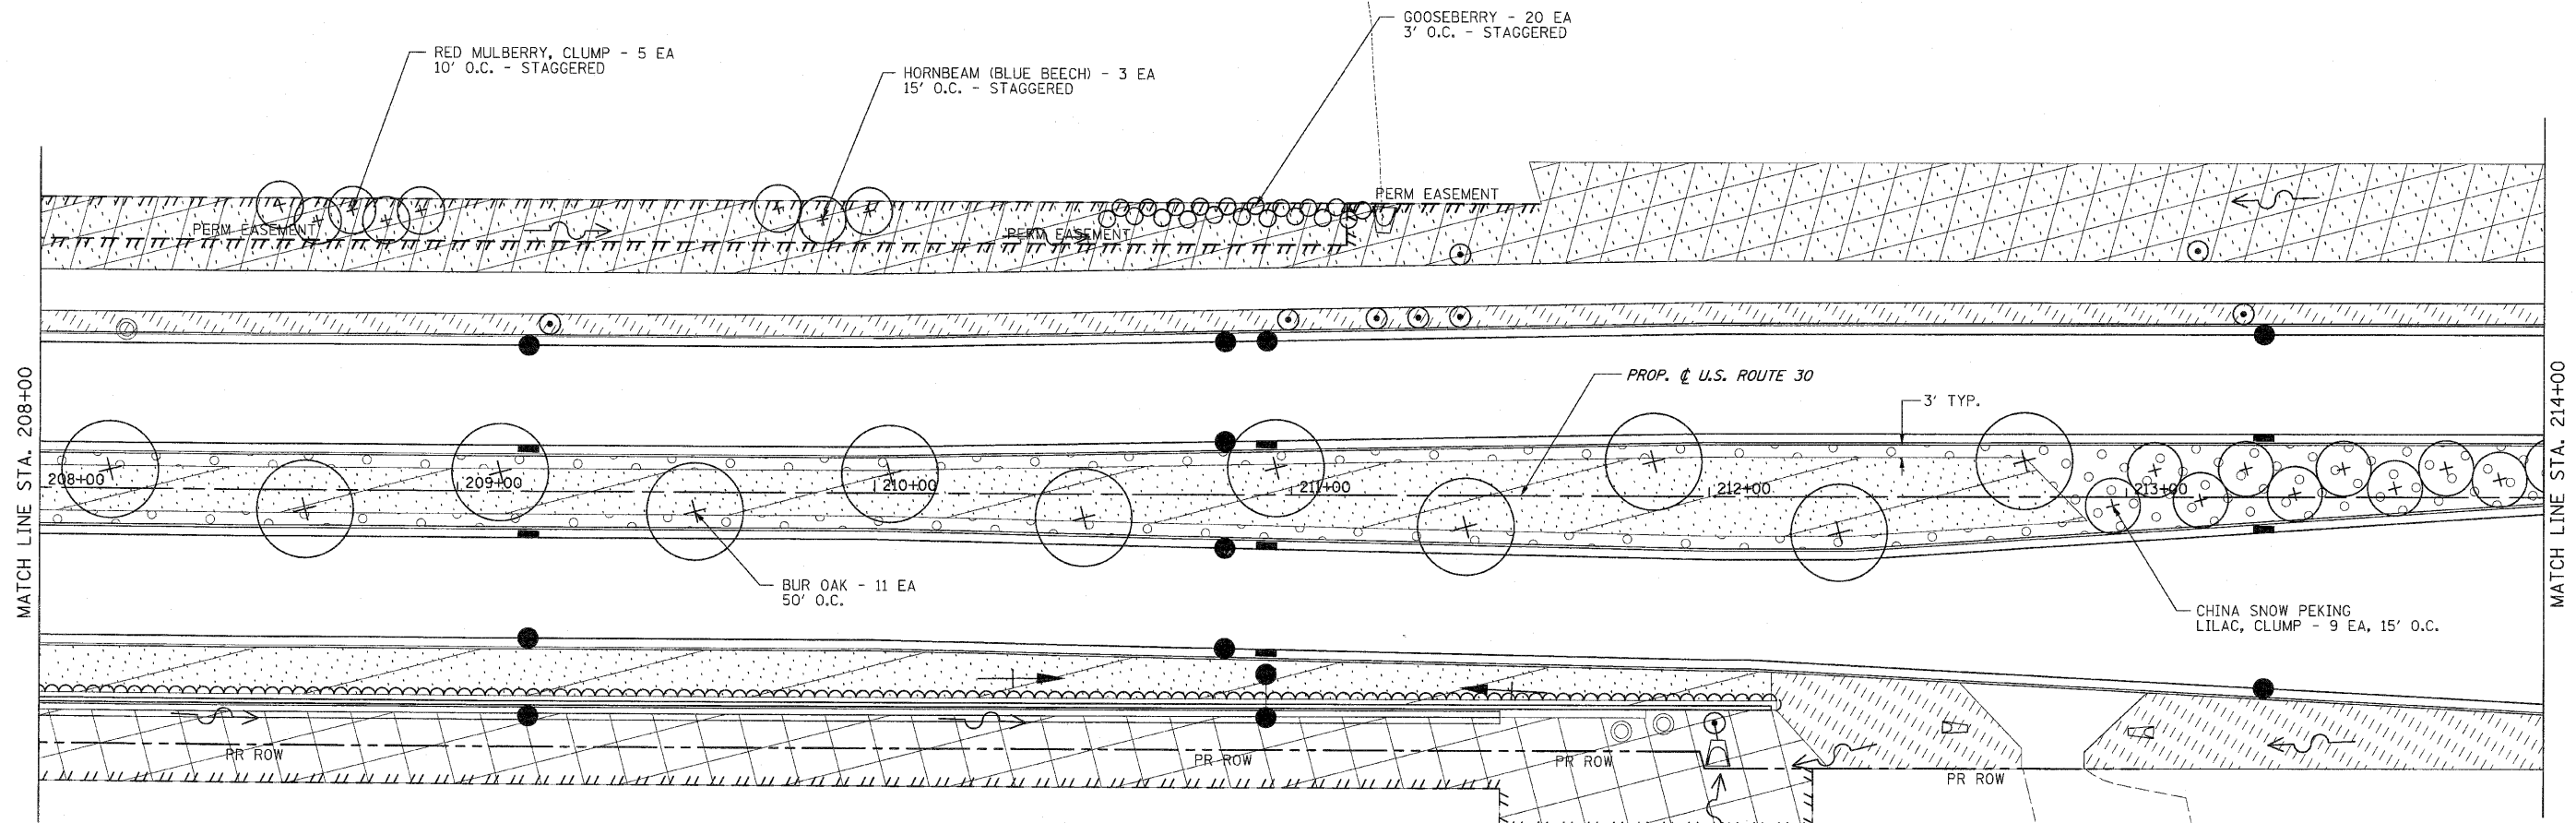 GOOSEBERRY - 20 EA
3' O.C. - STAGGERED
RED MULBERRY, CLUMP - 5 EA
10' O.C. - STAGGERED
HORNBEAM (BLUE BEECH) - 3 EA
15' O.C. - STAGGERED
PERM EASEMENT
PERM EASEMENT
PERM EASEMENT
PROP. ℄ U.S. ROUTE 30
3' TYP.
MATCH LINE STA. 208+00
MATCH LINE STA. 214+00
208+00
209+00
210+00
211+00
212+00
213+00
BUR OAK - 11 EA
50' O.C.
CHINA SNOW PEKING
LILAC, CLUMP - 9 EA, 15' O.C.
PR ROW
PR ROW
PR ROW
PR ROW